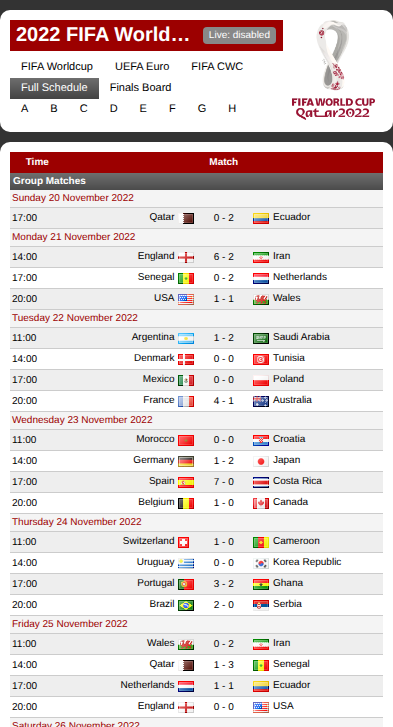 2022 FIFA World…
Live: disabled
FIFA Worldcup UEFA Euro FIFA CWC
Full Schedule Finals Board
A B C D E F G H
FIFA WORLD CUP
Qatar2022
Time Match
Group Matches
Sunday 20 November 2022
17:00 Qatar 0 - 2 Ecuador
Monday 21 November 2022
14:00 England 6 - 2 Iran
17:00 Senegal 0 - 2 Netherlands
20:00 USA 1 - 1 Wales
Tuesday 22 November 2022
11:00 Argentina 1 - 2 Saudi Arabia
14:00 Denmark 0 - 0 Tunisia
17:00 Mexico 0 - 0 Poland
20:00 France 4 - 1 Australia
Wednesday 23 November 2022
11:00 Morocco 0 - 0 Croatia
14:00 Germany 1 - 2 Japan
17:00 Spain 7 - 0 Costa Rica
20:00 Belgium 1 - 0 Canada
Thursday 24 November 2022
11:00 Switzerland 1 - 0 Cameroon
14:00 Uruguay 0 - 0 Korea Republic
17:00 Portugal 3 - 2 Ghana
20:00 Brazil 2 - 0 Serbia
Friday 25 November 2022
11:00 Wales 0 - 2 Iran
14:00 Qatar 1 - 3 Senegal
17:00 Netherlands 1 - 1 Ecuador
20:00 England 0 - 0 USA
Saturday 26 November 2022